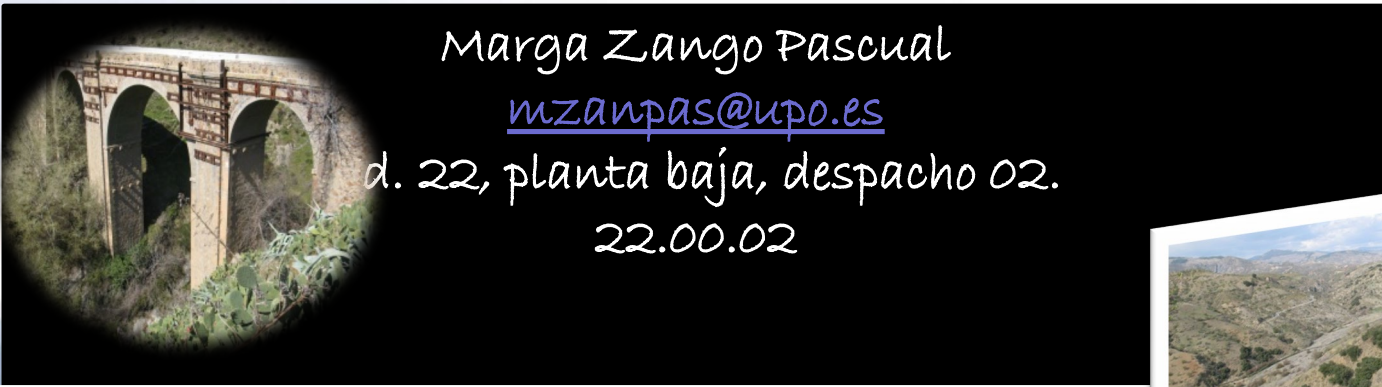 Marga Zango Pascual
mzanpas@upo.es
d. 22, planta baja, despacho 02.
22.00.02